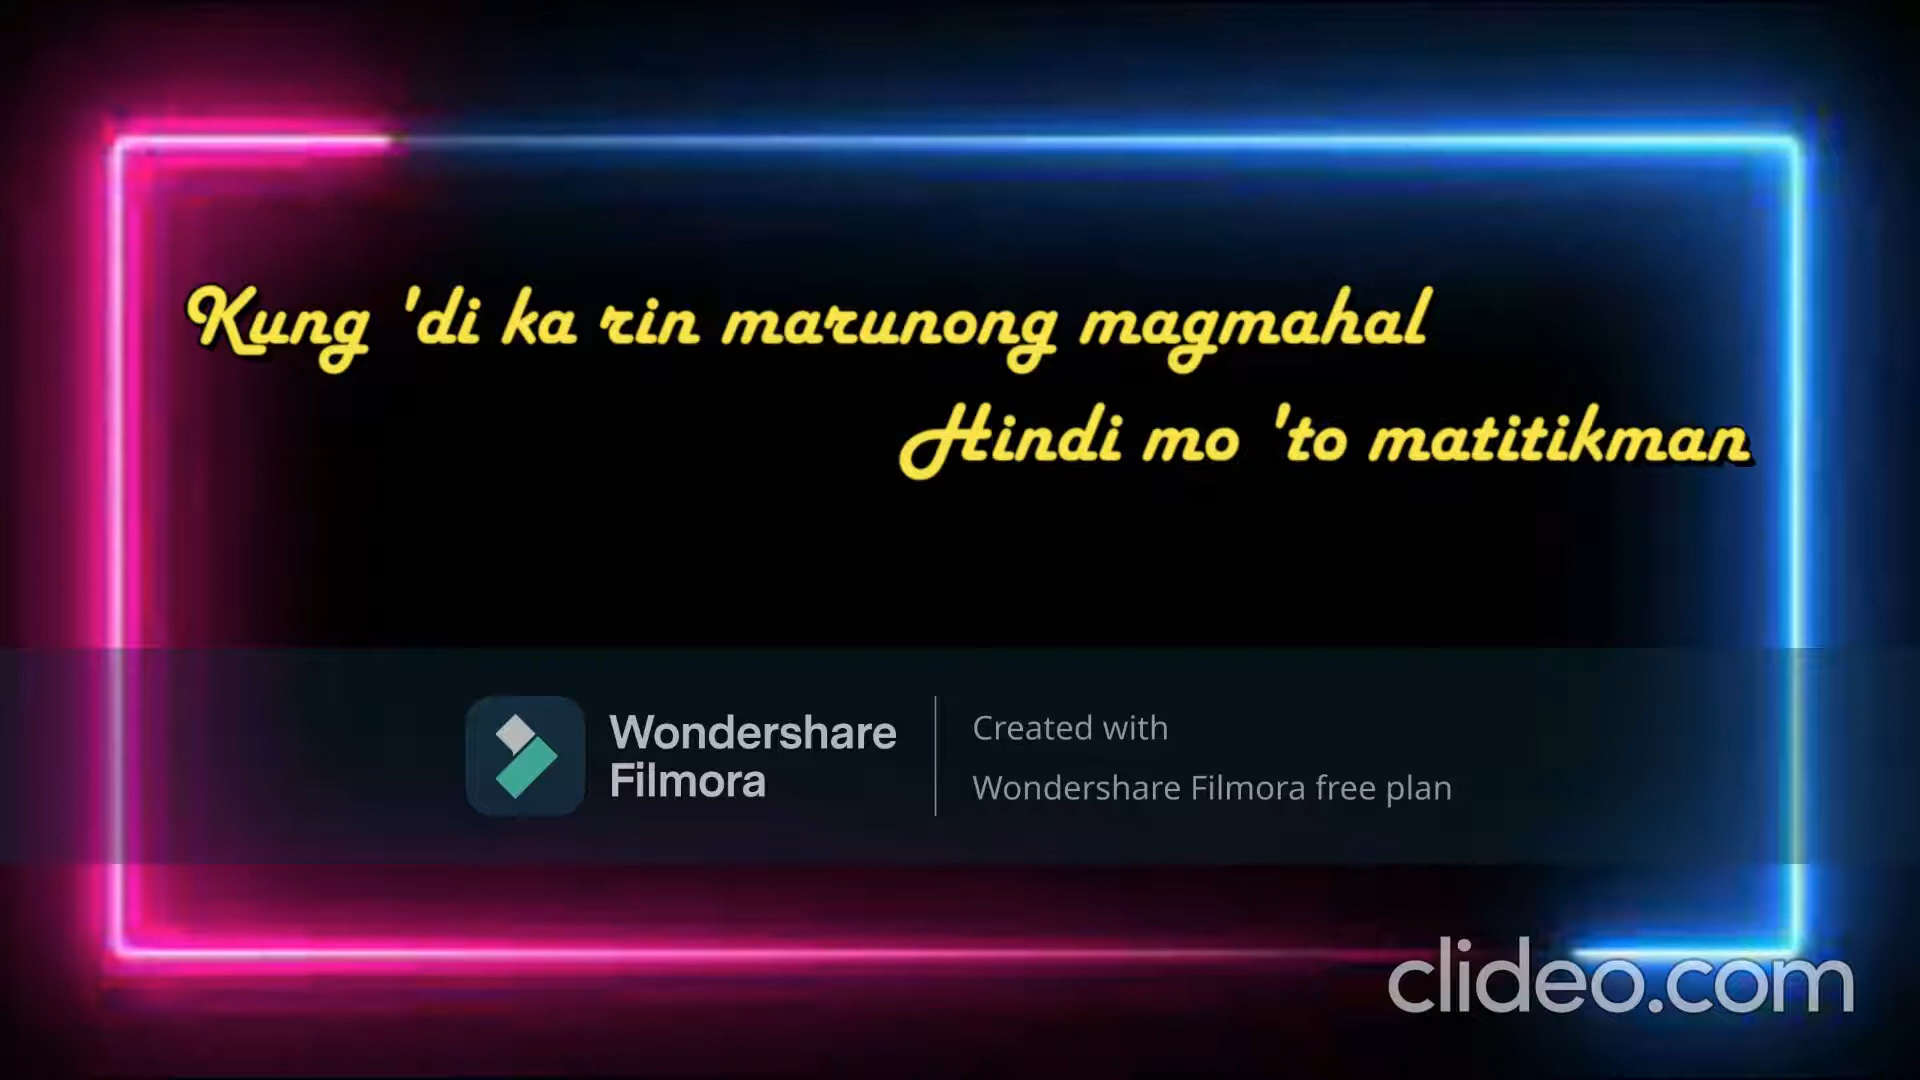 Kung 'di ka rin marunong magmahal
Hindi mo 'to matitikman
Wondershare
Filmora
Created with
Wondershare Filmora free plan
clideo.com